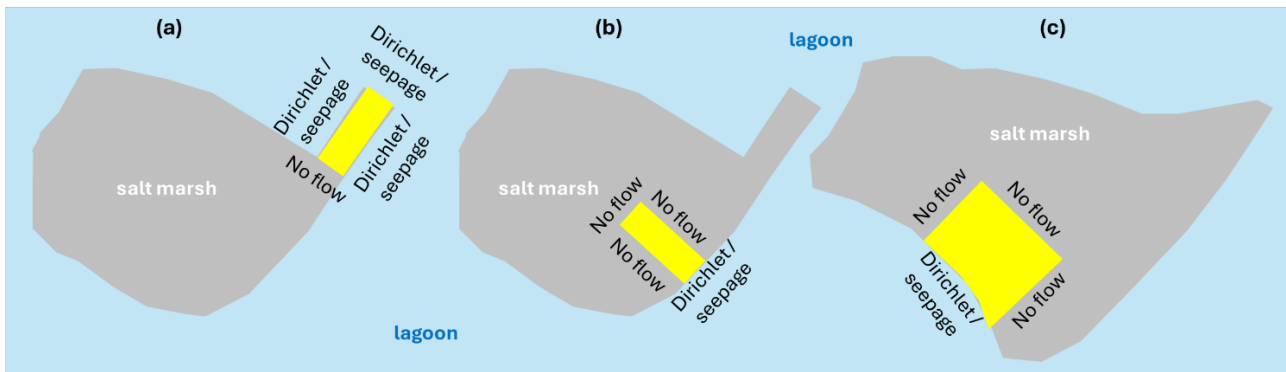 (a)
Dirichlet /
seepage
Dirichlet /
seepage
Dirichlet /
seepage
No flow
salt marsh
lagoon
(b)
salt marsh
No flow
No flow
No flow
Dirichlet /
seepage
lagoon
(c)
salt marsh
No flow
No flow
No flow
Dirichlet /
seepage